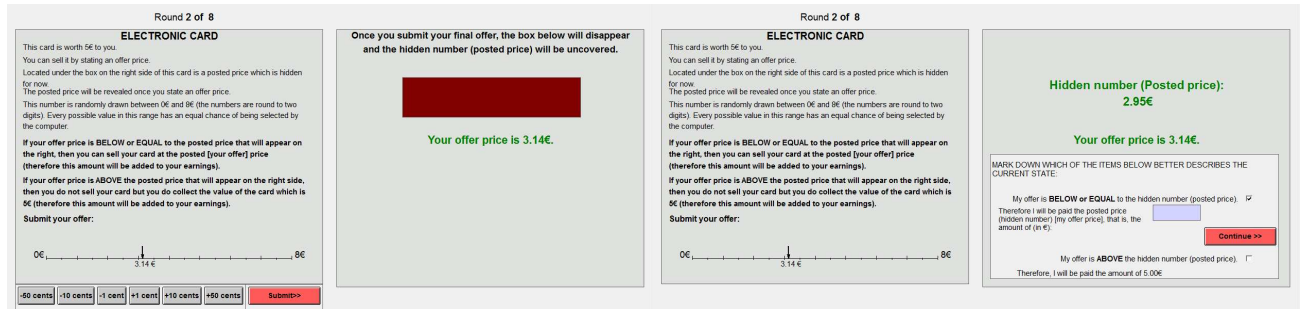 Round 2 of 8
ELECTRONIC CARD
This card is worth 5€ to you.
You can sell it by stating an offer price.
Located under the box on the right side of this card is a posted price which is hidden
for now.
The posted price will be revealed once you state an offer price.
This number is randomly drawn between 0€ and 8€ (the numbers are round to two
digits). Every possible value in this range has an equal chance of being selected by
the computer.
If your offer price is BELOW or EQUAL to the posted price that will appear on
the right, then you can sell your card at the posted [your offer] price
(therefore this amount will be added to your earnings).
If your offer price is ABOVE the posted price that will appear on the right side,
then you do not sell your card but you do collect the value of the card which is
5€ (therefore this amount will be added to your earnings).
Submit your offer:
0€ 8€
3.14 €
-50 cents -10 cents -1 cent +1 cent +10 cents +50 cents Submit>>
Once you submit your final offer, the box below will disappear
and the hidden number (posted price) will be uncovered.
Your offer price is 3.14€.
Round 2 of 8
ELECTRONIC CARD
This card is worth 5€ to you.
You can sell it by stating an offer price.
Located under the box on the right side of this card is a posted price which is hidden
for now.
The posted price will be revealed once you state an offer price.
This number is randomly drawn between 0€ and 8€ (the numbers are round to two
digits). Every possible value in this range has an equal chance of being selected by
the computer.
If your offer price is BELOW or EQUAL to the posted price that will appear on
the right, then you can sell your card at the posted [your offer] price
(therefore this amount will be added to your earnings).
If your offer price is ABOVE the posted price that will appear on the right side,
then you do not sell your card but you do collect the value of the card which is
5€ (therefore this amount will be added to your earnings).
Submit your offer:
0€ 8€
3.14 €
Hidden number (Posted price):
2.95€
Your offer price is 3.14€.
MARK DOWN WHICH OF THE ITEMS BELOW BETTER DESCRIBES THE
CURRENT STATE:
My offer is BELOW or EQUAL to the hidden number (posted price).
Therefore I will be paid the posted price
(hidden number) [my offer price], that is, the
amount of (in €):
Continue >>
My offer is ABOVE the hidden number (posted price).
Therefore, I will be paid the amount of 5.00€